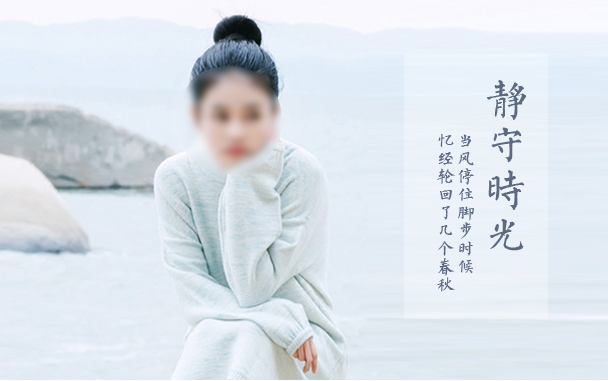 静守時光
当风停住脚步时候
忆经轮回了几个春秋